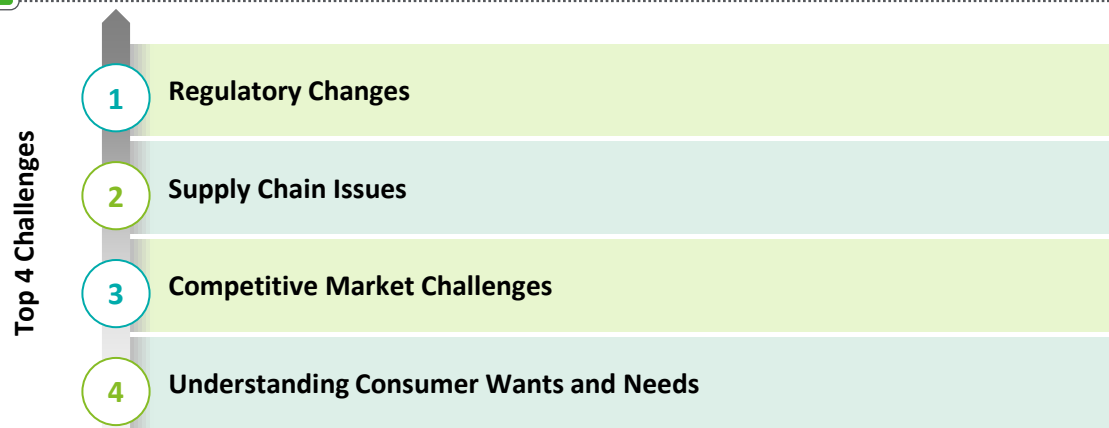 Top 4 Challenges
1
Regulatory Changes
2
Supply Chain Issues
3
Competitive Market Challenges
4
Understanding Consumer Wants and Needs